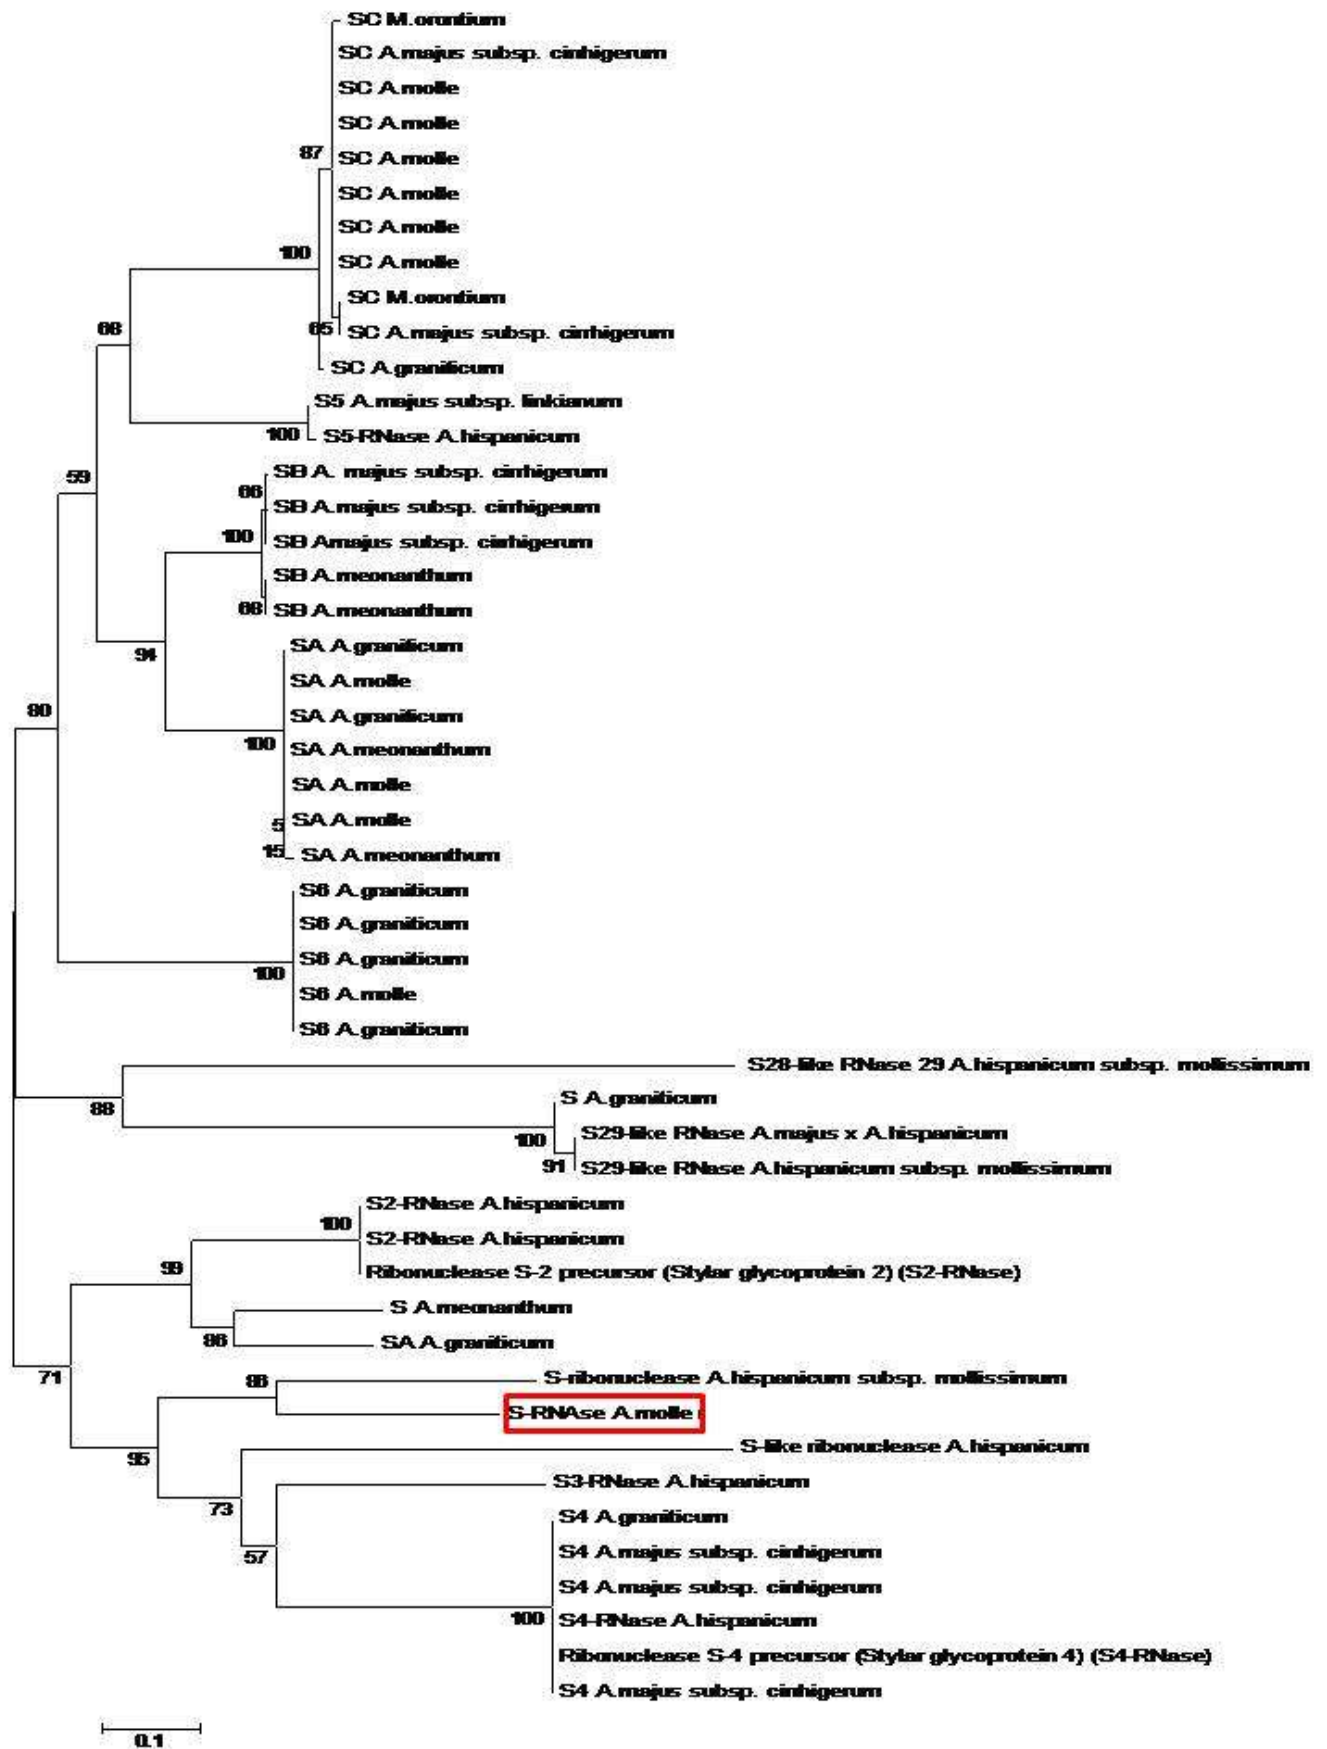 SC M.orontium
SC A.majus subsp. cirrhigerum
87
SC A.molle
SC A.molle
SC A.molle
SC A.molle
SC A.molle
SC A.molle
100
SC M.orontium
65
SC A.majus subsp. cirrhigerum
68
SC A.graniticum
S5 A.majus subsp. linkianum
100
S5-RNase A.hispanicum
59
SB A. majus subsp. cirrhigerum
66
SB A.majus subsp. cirrhigerum
100
SB Amajus subsp. cirrhigerum
SB A.meonanthum
68
SB A.meonanthum
94
SA A.graniticum
SA A.molle
80
SA A.graniticum
100
SA A.meonanthum
SA A.molle
5
SA A.molle
15
SA A.meonanthum
S6 A.graniticum
S6 A.graniticum
100
S6 A.graniticum
S6 A.molle
S6 A.graniticum
S28-like RNase 29 A.hispanicum subsp. mollissimum
88
S A.graniticum
100
S29-like RNase A.majus x A.hispanicum
91
S29-like RNase A.hispanicum subsp. mollissimum
S2-RNase A.hispanicum
100
S2-RNase A.hispanicum
99
Ribonuclease S-2 precursor (Stylar glycoprotein 2) (S2-RNase)
S A.meonanthum
SA A.graniticum
71
S-ribonuclease A.hispanicum subsp. mollissimum
S-RNAse A.molle
95
S-like ribonuclease A.hispanicum
73
S3-RNase A.hispanicum
57
S4 A.graniticum
S4 A.majus subsp. cirrhigerum
S4 A.majus subsp. cirrhigerum
100
S4-RNase A.hispanicum
Ribonuclease S-4 precursor (Stylar glycoprotein 4) (S4-RNase)
S4 A.majus subsp. cirrhigerum
0.1